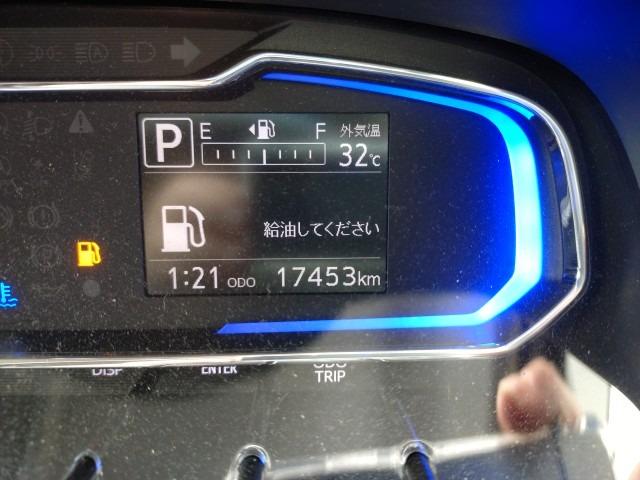 P E F 外気温
32℃
給油してください
1:21 ODO 17453km
DISP ENTER ODO
TRIP